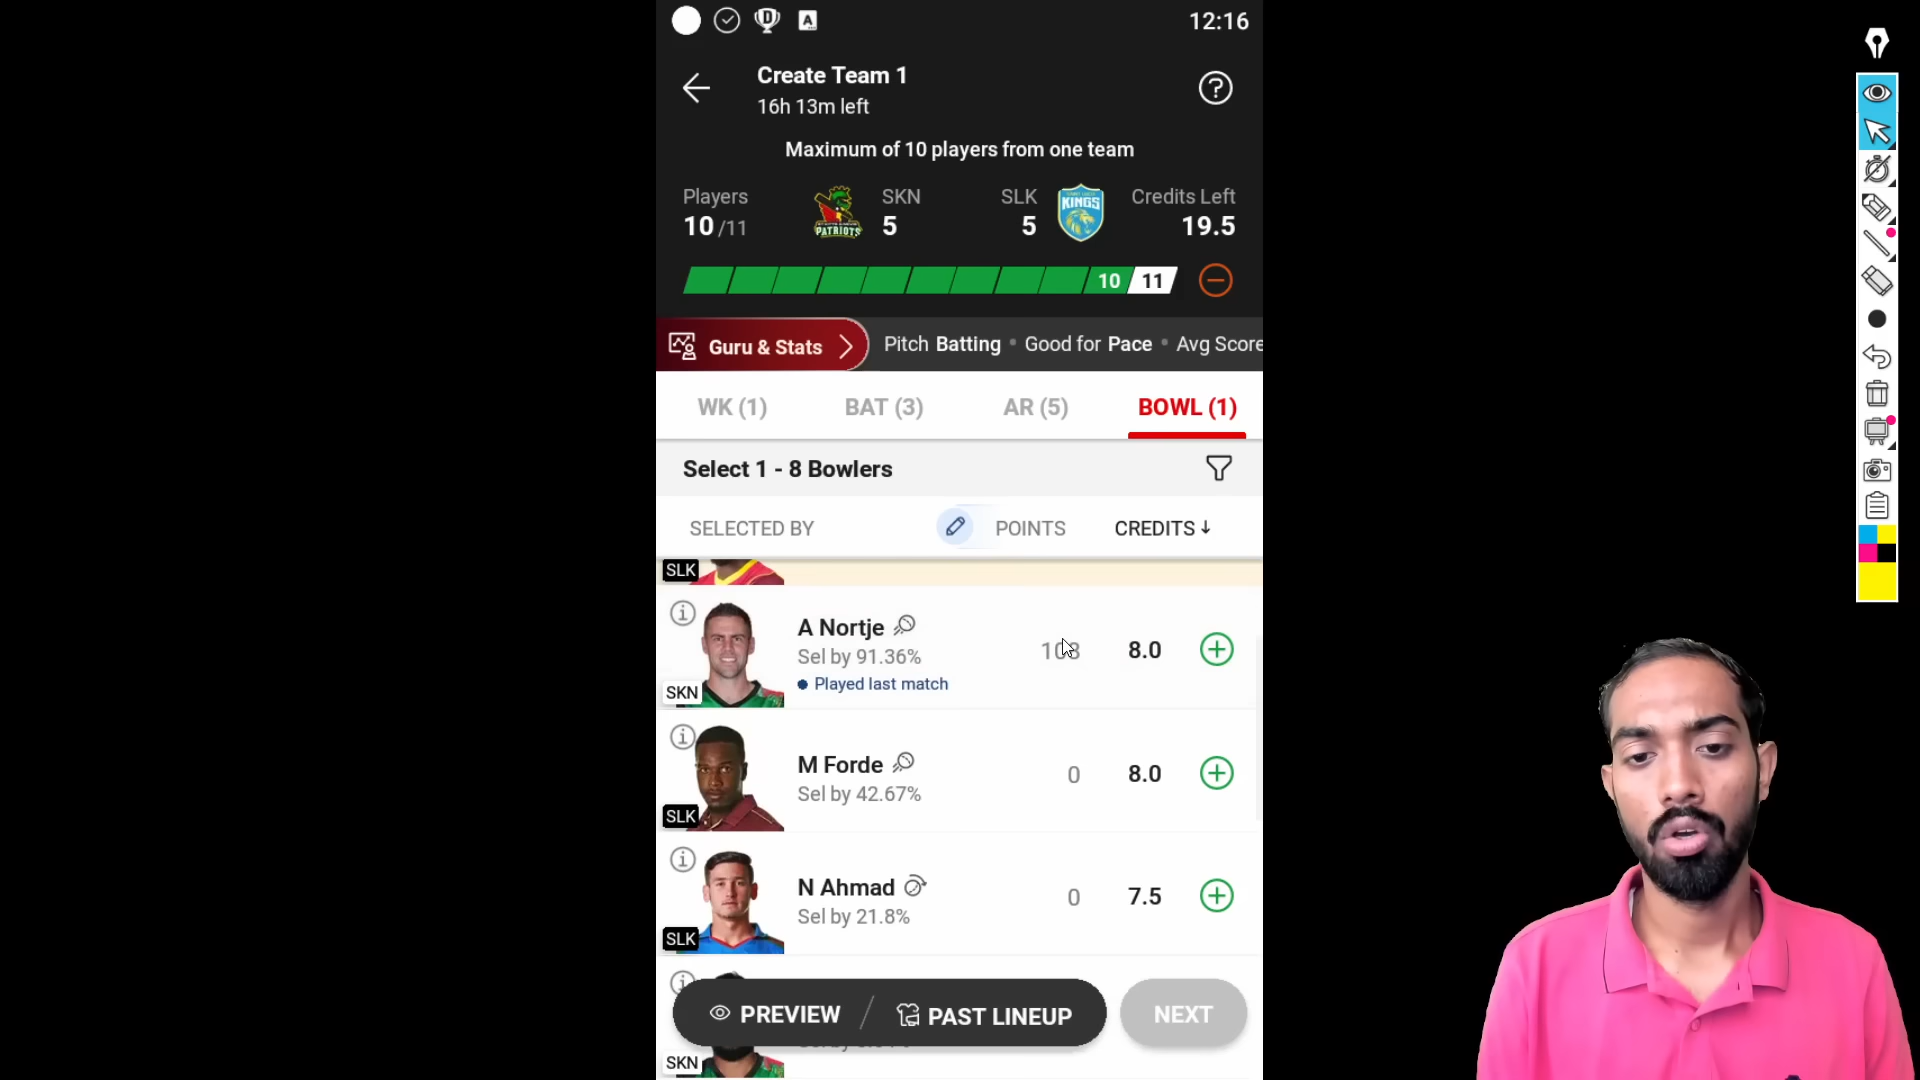 12:16
Create Team 1
16h 13m left
Maximum of 10 players from one team
Players
10 /11
PATRIOTS
SKN
5
SLK
5
KINGS
Credits Left
19.5
10 11
Guru & Stats
Pitch Batting • Good for Pace • Avg Score
WK (1) BAT (3) AR (5) BOWL (1)
Select 1 - 8 Bowlers
SELECTED BY POINTS CREDITS ↓
SLK
A Nortje
Sel by 91.36%
• Played last match
SKN
8.0
M Forde
Sel by 42.67%
SLK
0 8.0
N Ahmad
Sel by 21.8%
SLK
0 7.5
PREVIEW / PAST LINEUP NEXT
SKN